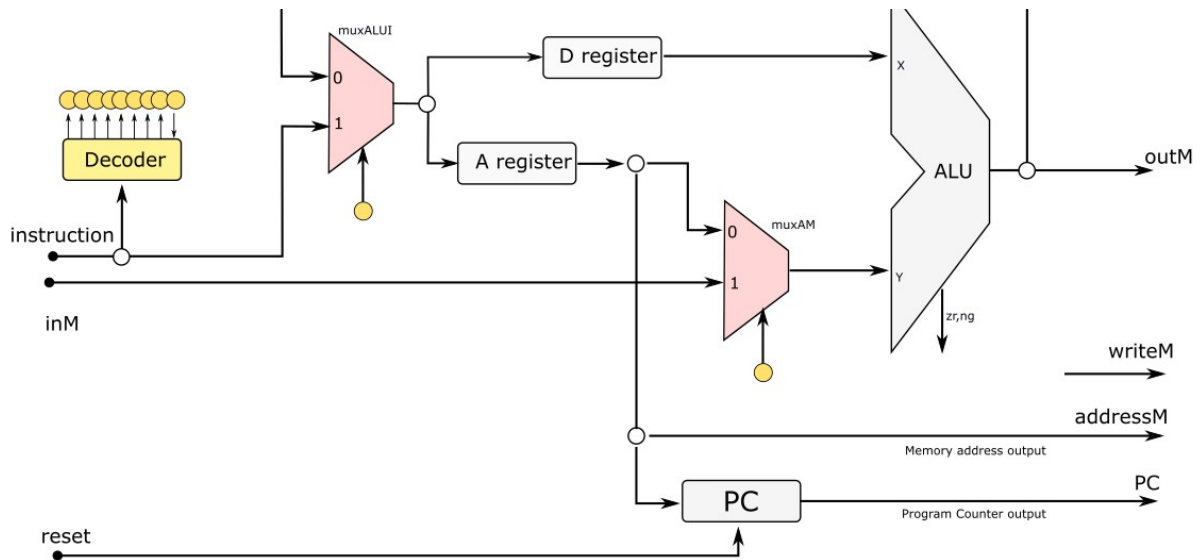 muxALUI
0
1
D register
X
Decoder
A register
ALU
outM
instruction
muxAM
0
1
Y
inM
zr,ng
writeM
addressM
Memory address output
PC
PC
Program Counter output
reset